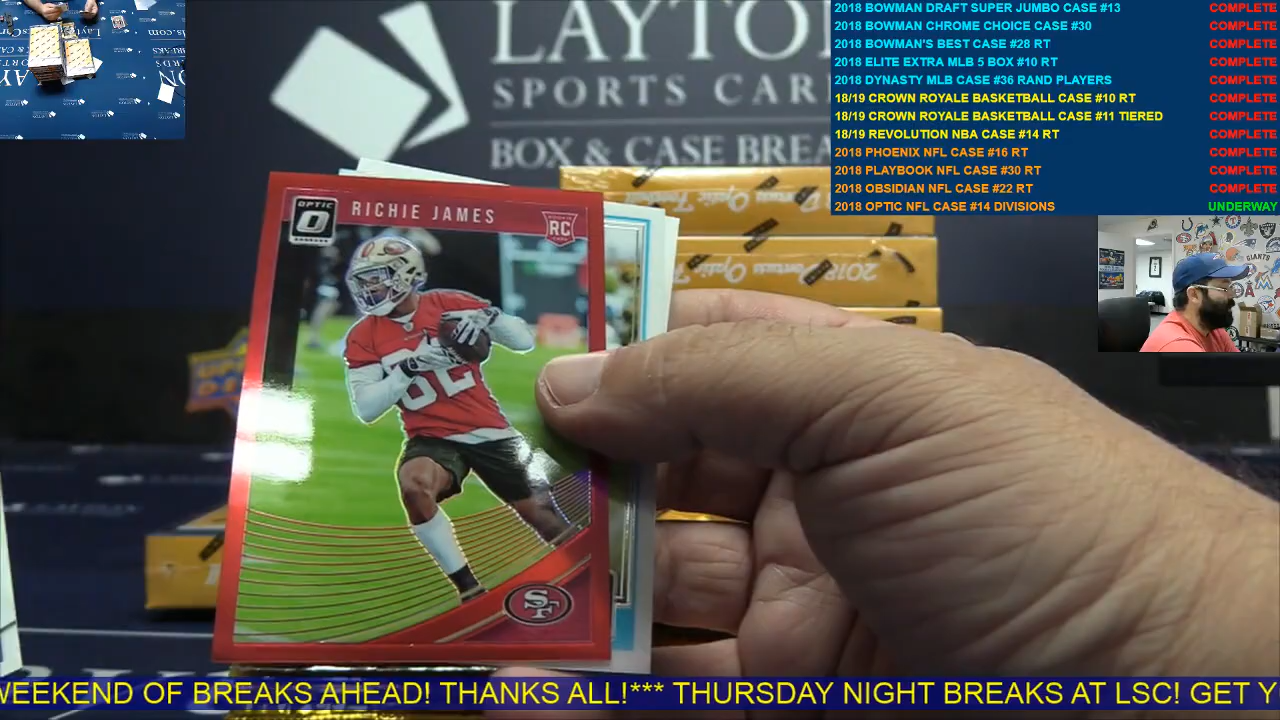 2018 BOWMAN DRAFT SUPER JUMBO CASE #13 COMPLETE
2018 BOWMAN CHROME CHOICE CASE #30 COMPLETE
2018 BOWMAN'S BEST CASE #28 RT COMPLETE
2018 ELITE EXTRA MLB 5 BOX #10 RT COMPLETE
2018 DYNASTY MLB CASE #36 RAND PLAYERS COMPLETE
18/19 CROWN ROYALE BASKETBALL CASE #10 RT COMPLETE
18/19 CROWN ROYALE BASKETBALL CASE #11 TIERED COMPLETE
18/19 REVOLUTION NBA CASE #14 RT COMPLETE
2018 PHOENIX NFL CASE #16 RT COMPLETE
2018 PLAYBOOK NFL CASE #30 RT COMPLETE
2018 OBSIDIAN NFL CASE #22 RT COMPLETE
2018 OPTIC NFL CASE #14 DIVISIONS UNDERWAY
LAYTO
SPORTS CAR
BOX & CASE BREA
OPTIC
O
RICHIE JAMES
RC
82
SF
2018 Optic
GIANTS
WEEKEND OF BREAKS AHEAD! THANKS ALL!*** THURSDAY NIGHT BREAKS AT LSC! GET Y